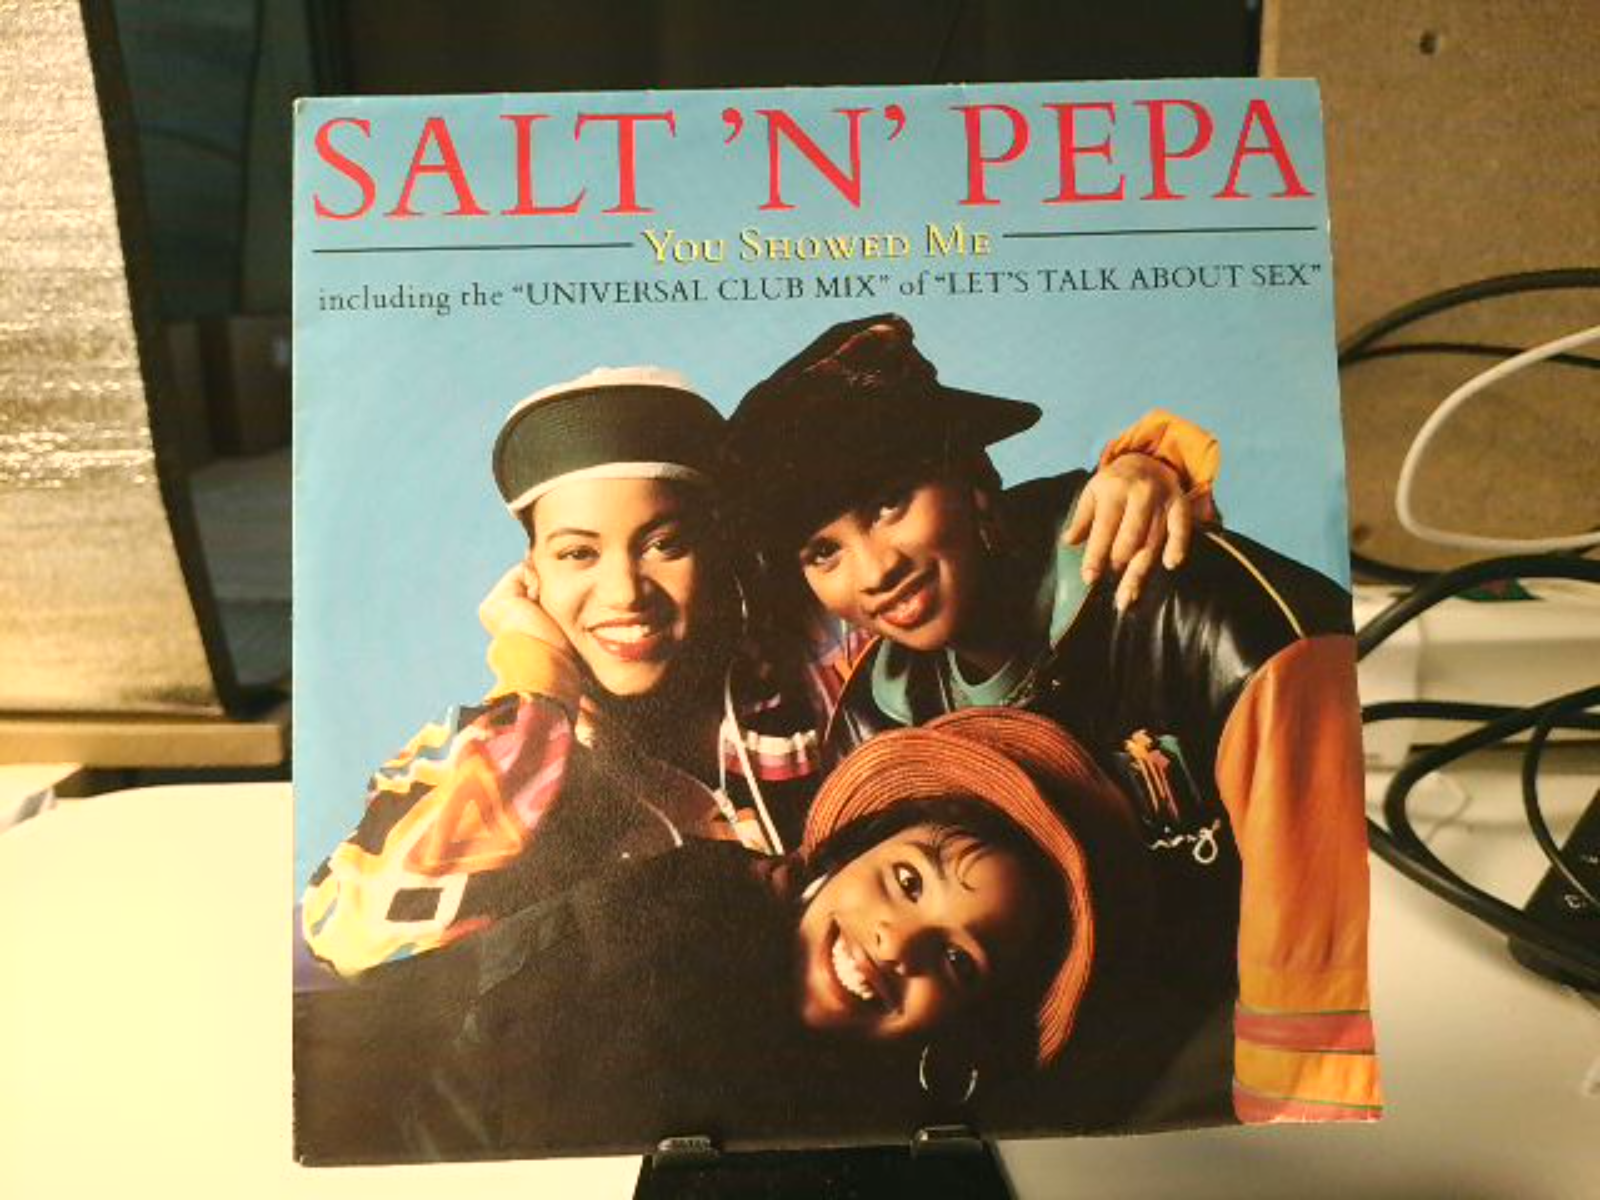 SALT 'N' PEPA
YOU SHOWED ME
including the “UNIVERSAL CLUB MIX” of “LET'S TALK ABOUT SEX”